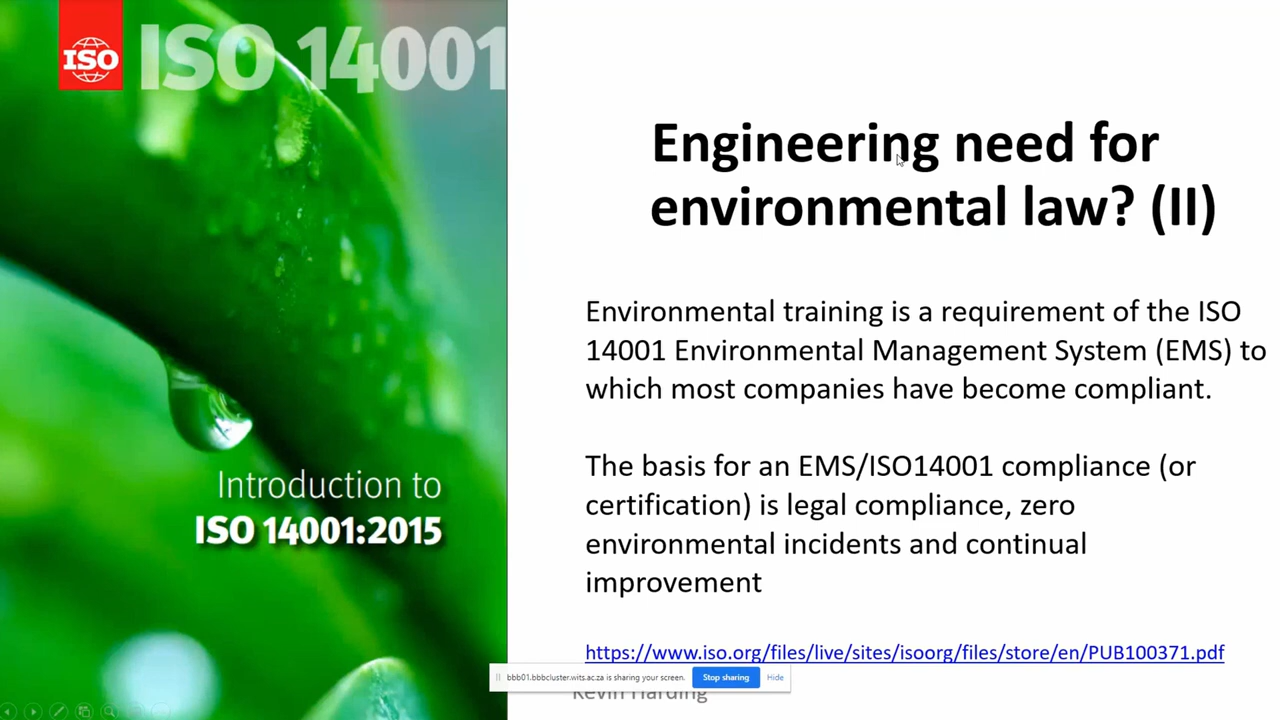 ISO
ISO 14001
Introduction to
ISO 14001:2015
Engineering need for
environmental law? (II)
Environmental training is a requirement of the ISO
14001 Environmental Management System (EMS) to
which most companies have become compliant.
The basis for an EMS/ISO14001 compliance (or
certification) is legal compliance, zero
environmental incidents and continual
improvement
https://www.iso.org/files/live/sites/isoorg/files/store/en/PUB100371.pdf
bbb01.bbbcluster.wits.ac.za is sharing your screen.
Stop sharing
Hide
Kevin Harding